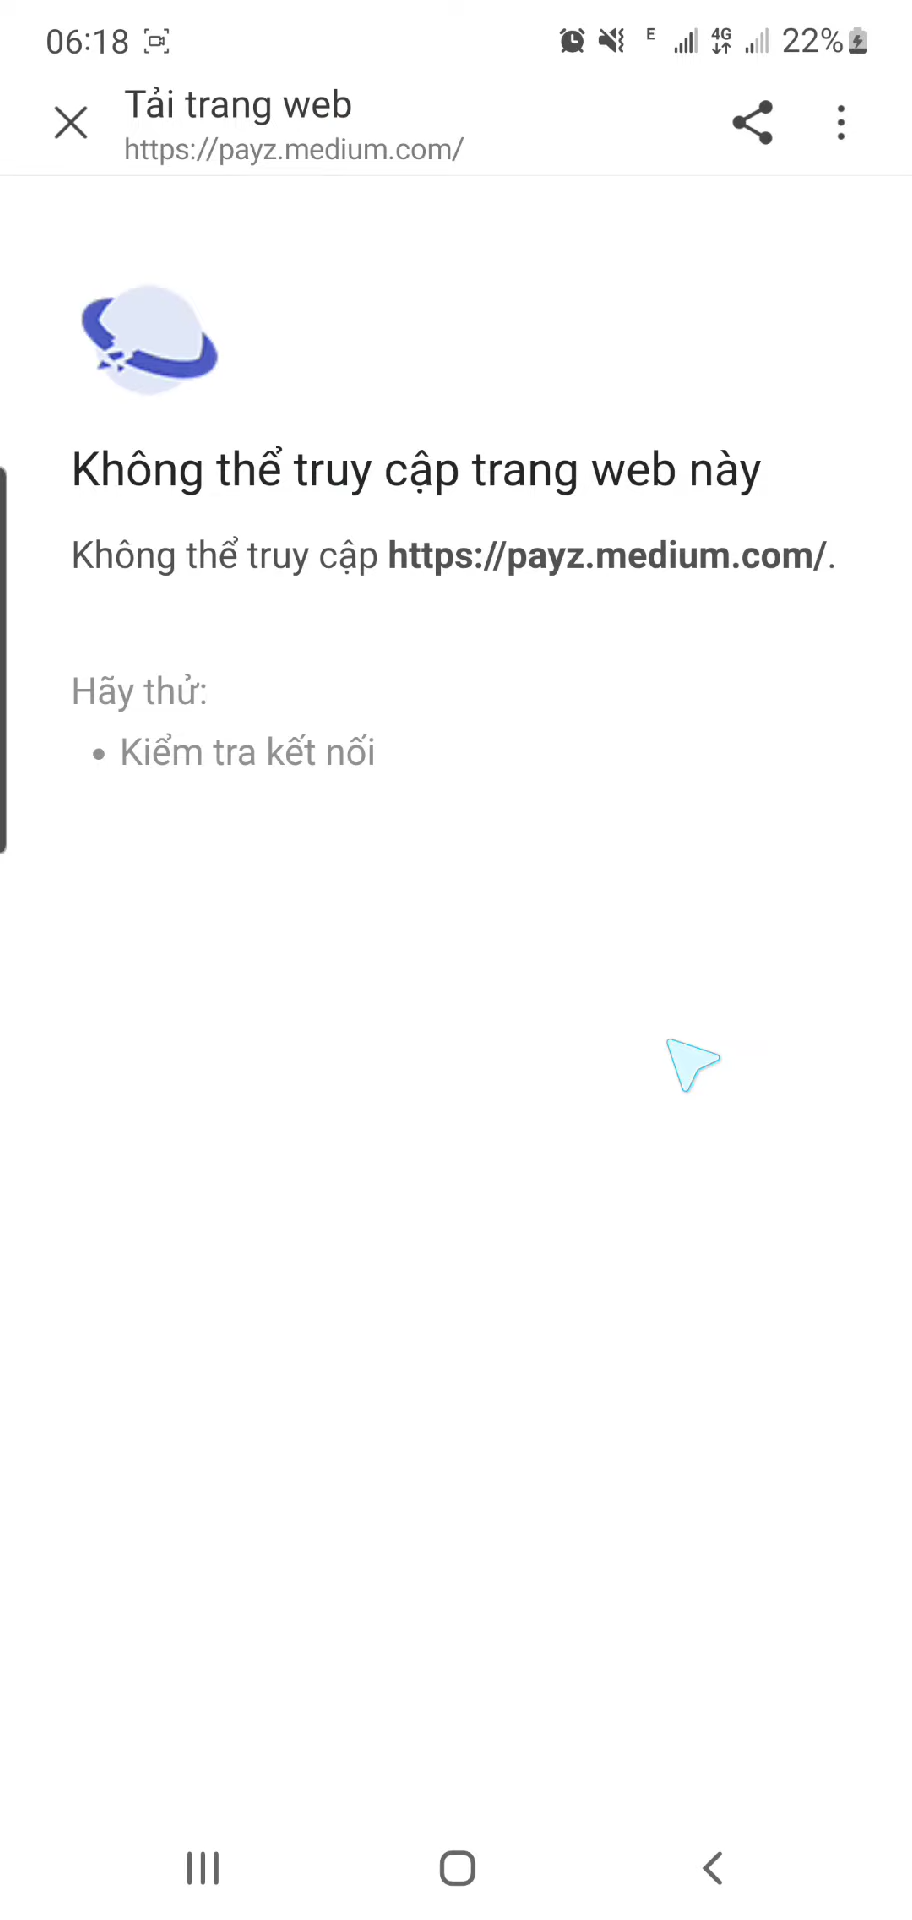 06:18
E
4G
22%
Tải trang web
https://payz.medium.com/
Không thể truy cập trang web này
Không thể truy cập https://payz.medium.com/.
Hãy thử:
• Kiểm tra kết nối